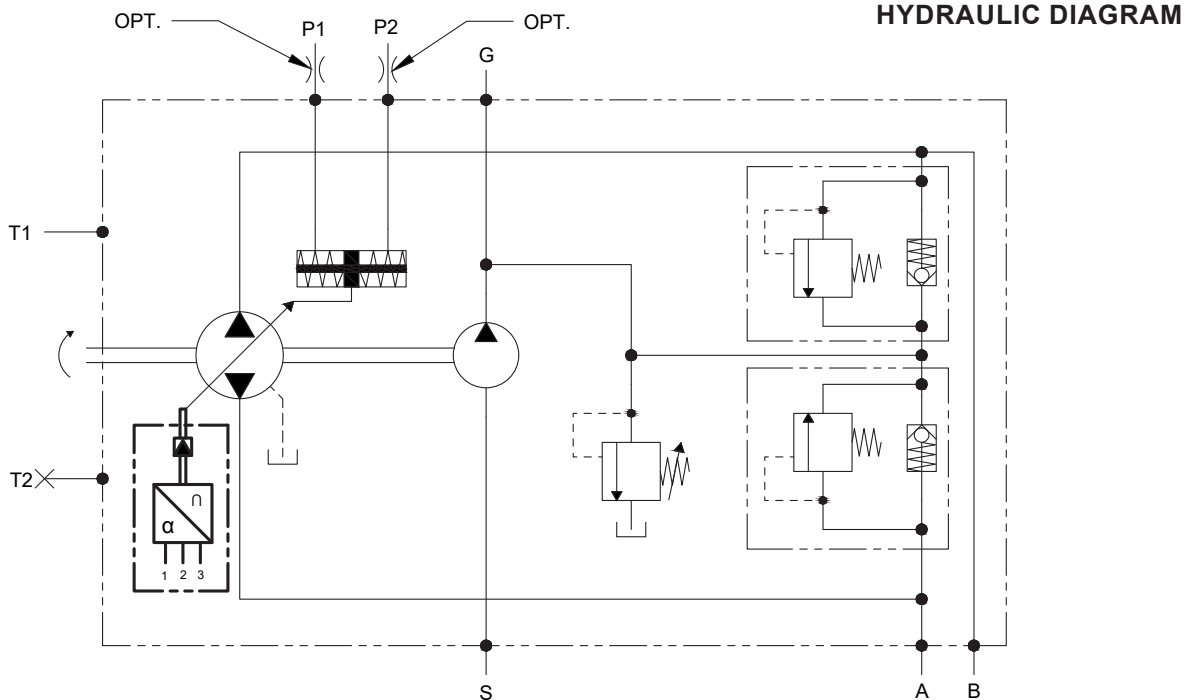 HYDRAULIC DIAGRAM
OPT. P1 P2 OPT.
G
T1
T2
α ∩
1 2 3
S A B